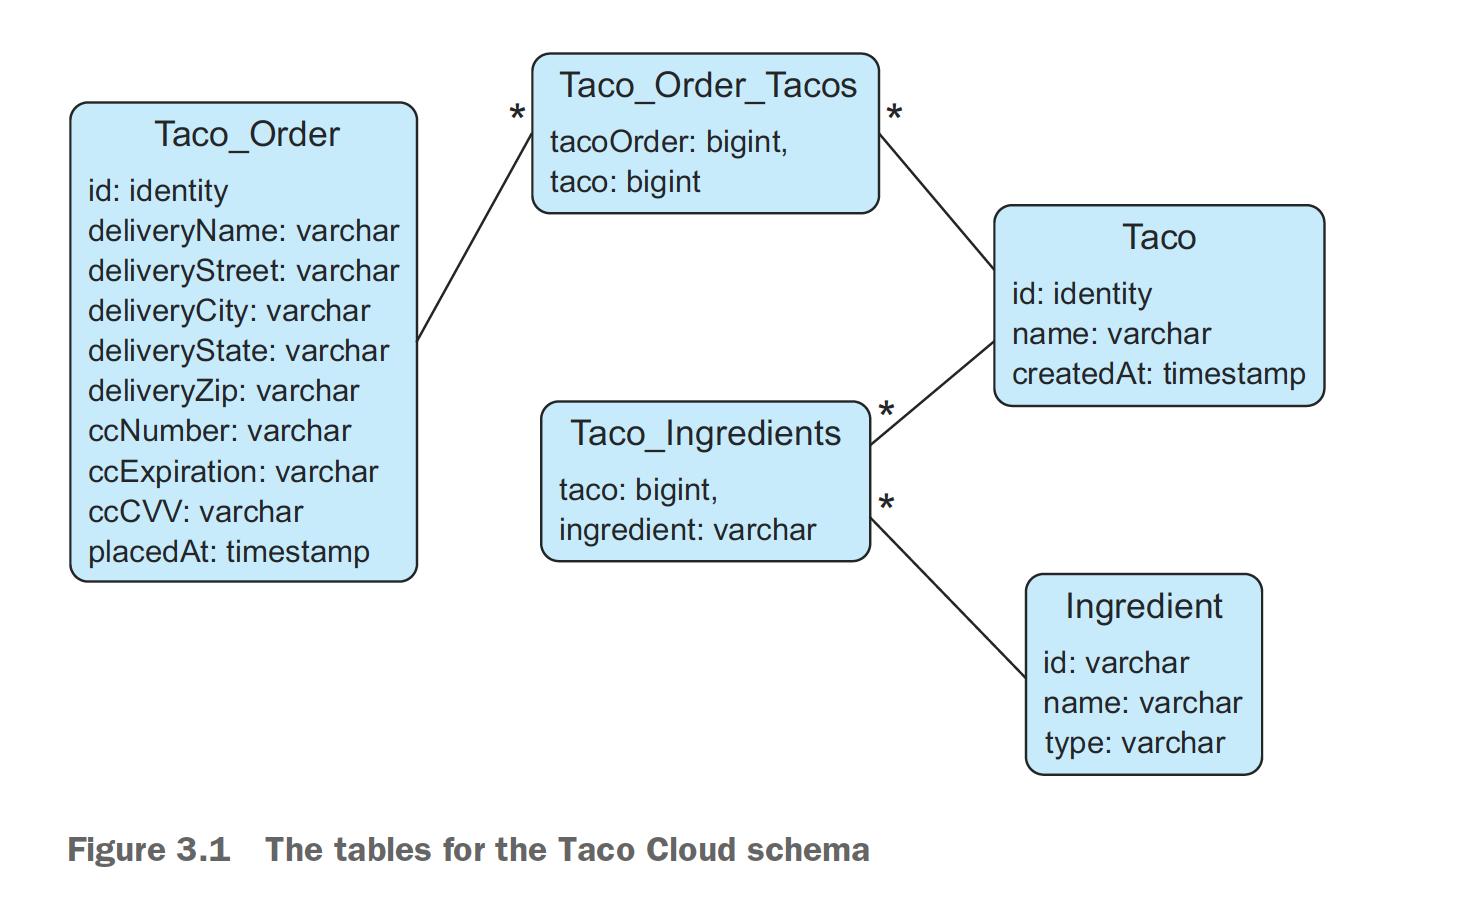 Taco_Order
id: identity
deliveryName: varchar
deliveryStreet: varchar
deliveryCity: varchar
deliveryState: varchar
deliveryZip: varchar
ccNumber: varchar
ccExpiration: varchar
ccCVV: varchar
placedAt: timestamp
*
Taco_Order_Tacos
tacoOrder: bigint,
taco: bigint
*
Taco
id: identity
name: varchar
createdAt: timestamp
Taco_Ingredients
taco: bigint,
ingredient: varchar
*
*
Ingredient
id: varchar
name: varchar
type: varchar
Figure 3.1 The tables for the Taco Cloud schema